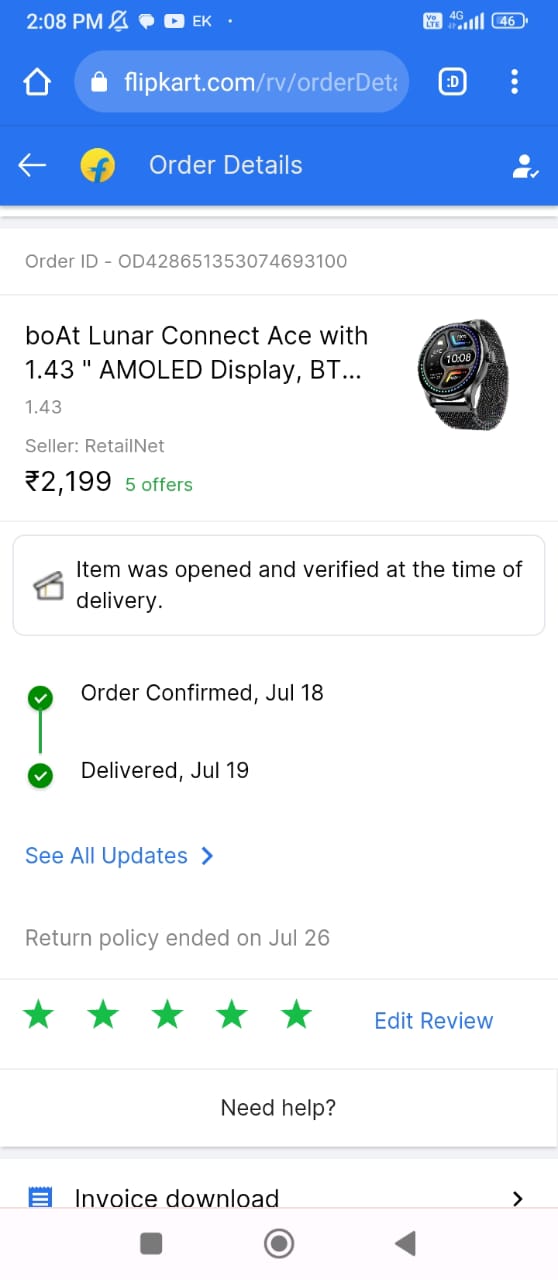 2:08 PM EK
Vo LTE 4G 46
flipkart.com/rv/orderDeta
:D
Order Details
Order ID - OD428651353074693100
boAt Lunar Connect Ace with
1.43 " AMOLED Display, BT...
10:08
1.43
Seller: RetailNet
₹2,199 5 offers
Item was opened and verified at the time of
delivery.
Order Confirmed, Jul 18
Delivered, Jul 19
See All Updates
Return policy ended on Jul 26
Edit Review
Need help?
Invoice download